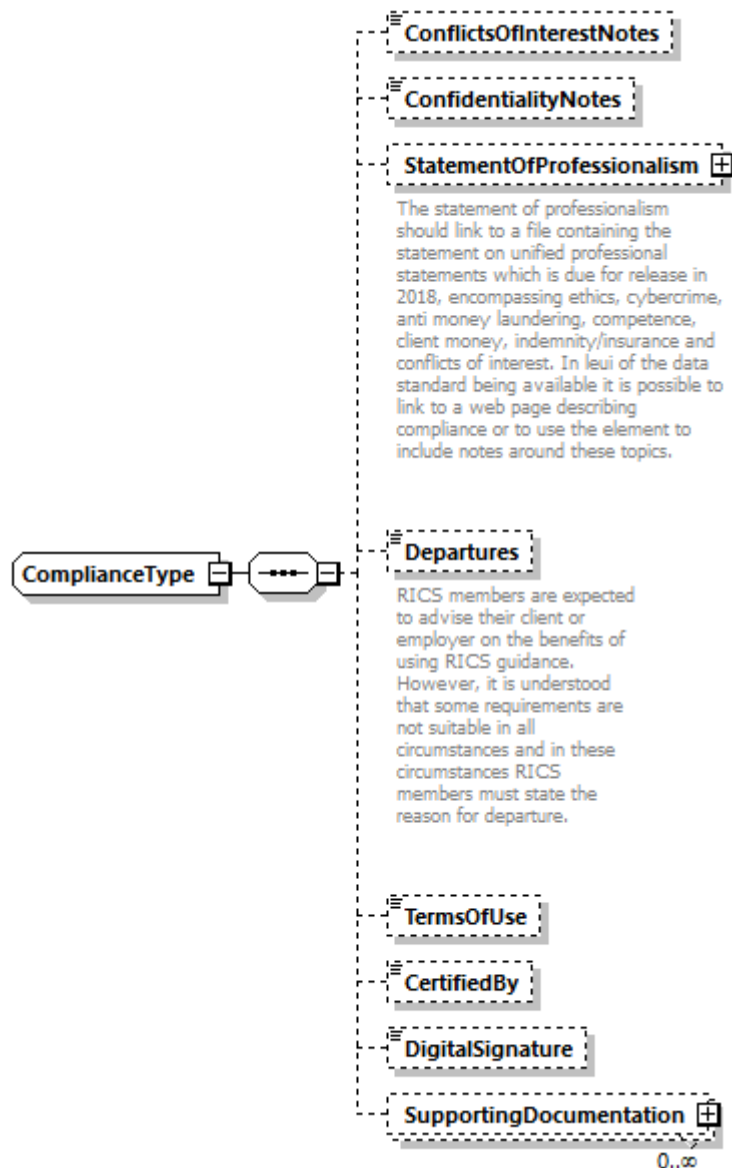 ConflictsOfInterestNotes
ConfidentialityNotes
StatementOfProfessionalism
The statement of professionalism
should link to a file containing the
statement on unified professional
statements which is due for release in
2018, encompassing ethics, cybercrime,
anti money laundering, competence,
client money, indemnity/insurance and
conflicts of interest. In leui of the data
standard being available it is possible to
link to a web page describing
compliance or to use the element to
include notes around these topics.
ComplianceType
Departures
RICS members are expected
to advise their client or
employer on the benefits of
using RICS guidance.
However, it is understood
that some requirements are
not suitable in all
circumstances and in these
circumstances RICS
members must state the
reason for departure.
TermsOfUse
CertifiedBy
DigitalSignature
SupportingDocumentation
0..∞